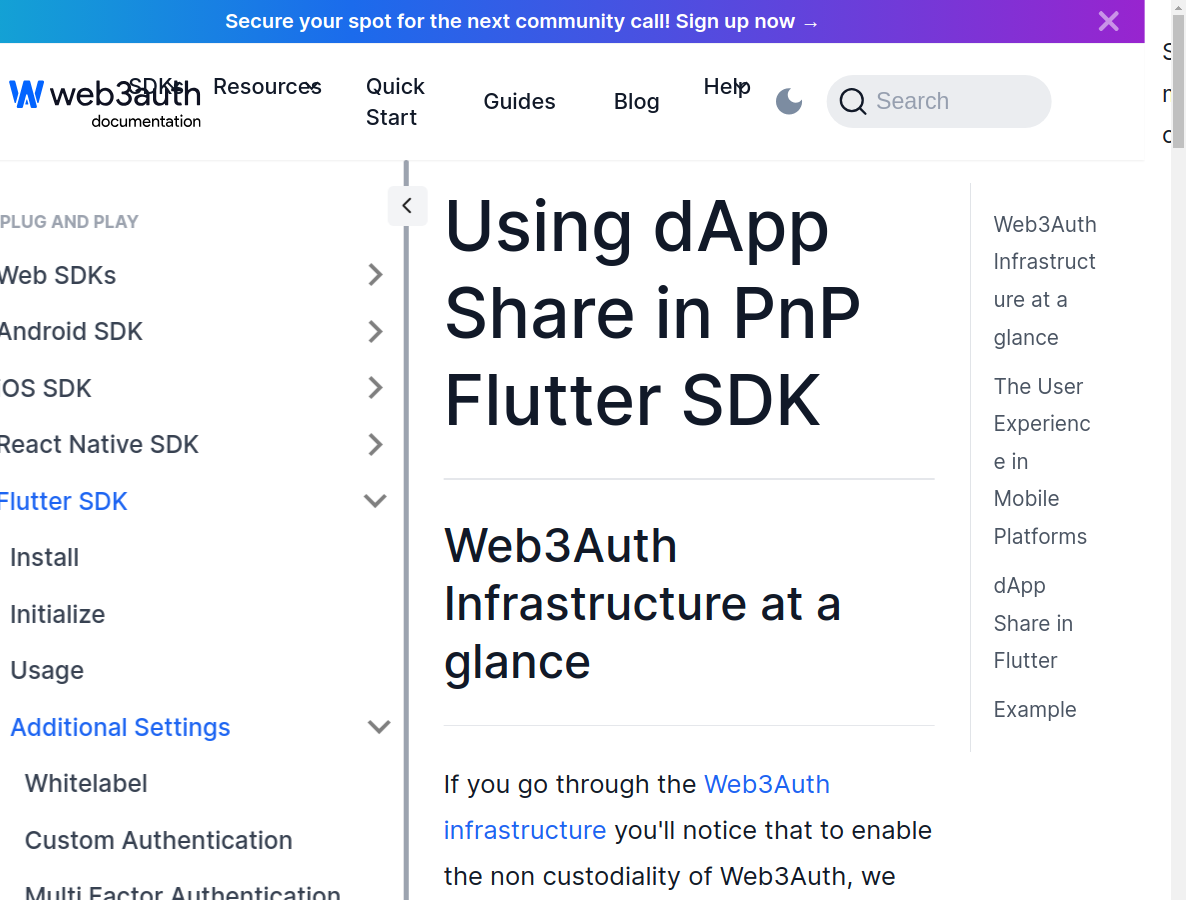 Secure your spot for the next community call! Sign up now →
web3auth
documentation
SDKs
Resources
Quick
Start
Guides
Blog
Help
Search
PLUG AND PLAY
Web SDKs
Android SDK
iOS SDK
React Native SDK
Flutter SDK
Install
Initialize
Usage
Additional Settings
Whitelabel
Custom Authentication
Multi Factor Authentication
Using dApp
Share in PnP
Flutter SDK
Web3Auth
Infrastructure at a
glance
If you go through the Web3Auth
infrastructure you'll notice that to enable
the non custodiality of Web3Auth, we
Web3Auth
Infrastruct
ure at a
glance
The User
Experienc
e in
Mobile
Platforms
dApp
Share in
Flutter
Example